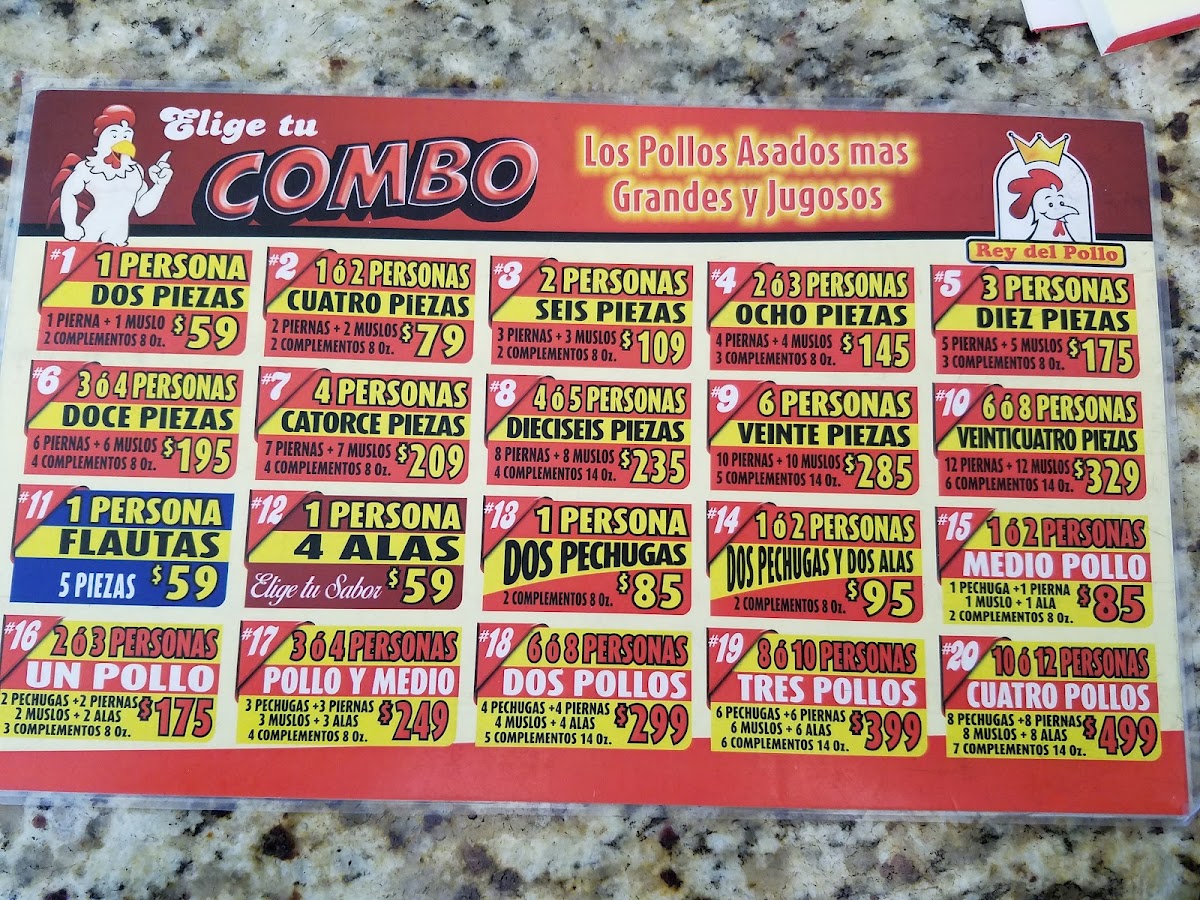 Elige tu
COMBO
Los Pollos Asados mas
Grandes y Jugosos
Rey del Pollo
#1 1 PERSONA
DOS PIEZAS
1 PIERNA + 1 MUSLO
2 COMPLEMENTOS 8 Oz.
$59
#2 1 ó 2 PERSONAS
CUATRO PIEZAS
2 PIERNAS + 2 MUSLOS
2 COMPLEMENTOS 8 Oz.
$79
#3 2 PERSONAS
SEIS PIEZAS
3 PIERNAS + 3 MUSLOS
2 COMPLEMENTOS 8 Oz.
$109
#4 2 ó 3 PERSONAS
OCHO PIEZAS
4 PIERNAS + 4 MUSLOS
3 COMPLEMENTOS 8 Oz.
$145
#5 3 PERSONAS
DIEZ PIEZAS
5 PIERNAS + 5 MUSLOS
3 COMPLEMENTOS 8 Oz.
$175
#6 3 ó 4 PERSONAS
DOCE PIEZAS
6 PIERNAS + 6 MUSLOS
4 COMPLEMENTOS 8 Oz.
$195
#7 4 PERSONAS
CATORCE PIEZAS
7 PIERNAS + 7 MUSLOS
4 COMPLEMENTOS 8 Oz.
$209
#8 4 ó 5 PERSONAS
DIECISEIS PIEZAS
8 PIERNAS + 8 MUSLOS
4 COMPLEMENTOS 14 Oz.
$235
#9 6 PERSONAS
VEINTE PIEZAS
10 PIERNAS + 10 MUSLOS
5 COMPLEMENTOS 14 Oz.
$285
#10 6 ó 8 PERSONAS
VEINTICUATRO PIEZAS
12 PIERNAS + 12 MUSLOS
6 COMPLEMENTOS 14 Oz.
$329
#11 1 PERSONA
FLAUTAS
5 PIEZAS $59
#12 1 PERSONA
4 ALAS
Elige tu Sabor $59
#13 1 PERSONA
DOS PECHUGAS
2 COMPLEMENTOS 8 Oz.
$85
#14 1 ó 2 PERSONAS
DOS PECHUGAS Y DOS ALAS
2 COMPLEMENTOS 8 Oz.
$95
#15 1 ó 2 PERSONAS
MEDIO POLLO
1 PECHUGA +1 PIERNA
1 MUSLO + 1 ALA
2 COMPLEMENTOS 8 Oz.
$85
#16 2 ó 3 PERSONAS
UN POLLO
2 PECHUGAS +2 PIERNAS
2 MUSLOS + 2 ALAS
3 COMPLEMENTOS 8 Oz.
$175
#17 3 ó 4 PERSONAS
POLLO Y MEDIO
3 PECHUGAS +3 PIERNAS
3 MUSLOS + 3 ALAS
4 COMPLEMENTOS 8 Oz.
$249
#18 6 ó 8 PERSONAS
DOS POLLOS
4 PECHUGAS +4 PIERNAS
4 MUSLOS + 4 ALAS
5 COMPLEMENTOS 14 Oz.
$299
#19 8 ó 10 PERSONAS
TRES POLLOS
6 PECHUGAS +6 PIERNAS
6 MUSLOS + 6 ALAS
6 COMPLEMENTOS 14 Oz.
$399
#20 10 ó 12 PERSONAS
CUATRO POLLOS
8 PECHUGAS +8 PIERNAS
8 MUSLOS + 8 ALAS
7 COMPLEMENTOS 14 Oz.
$499